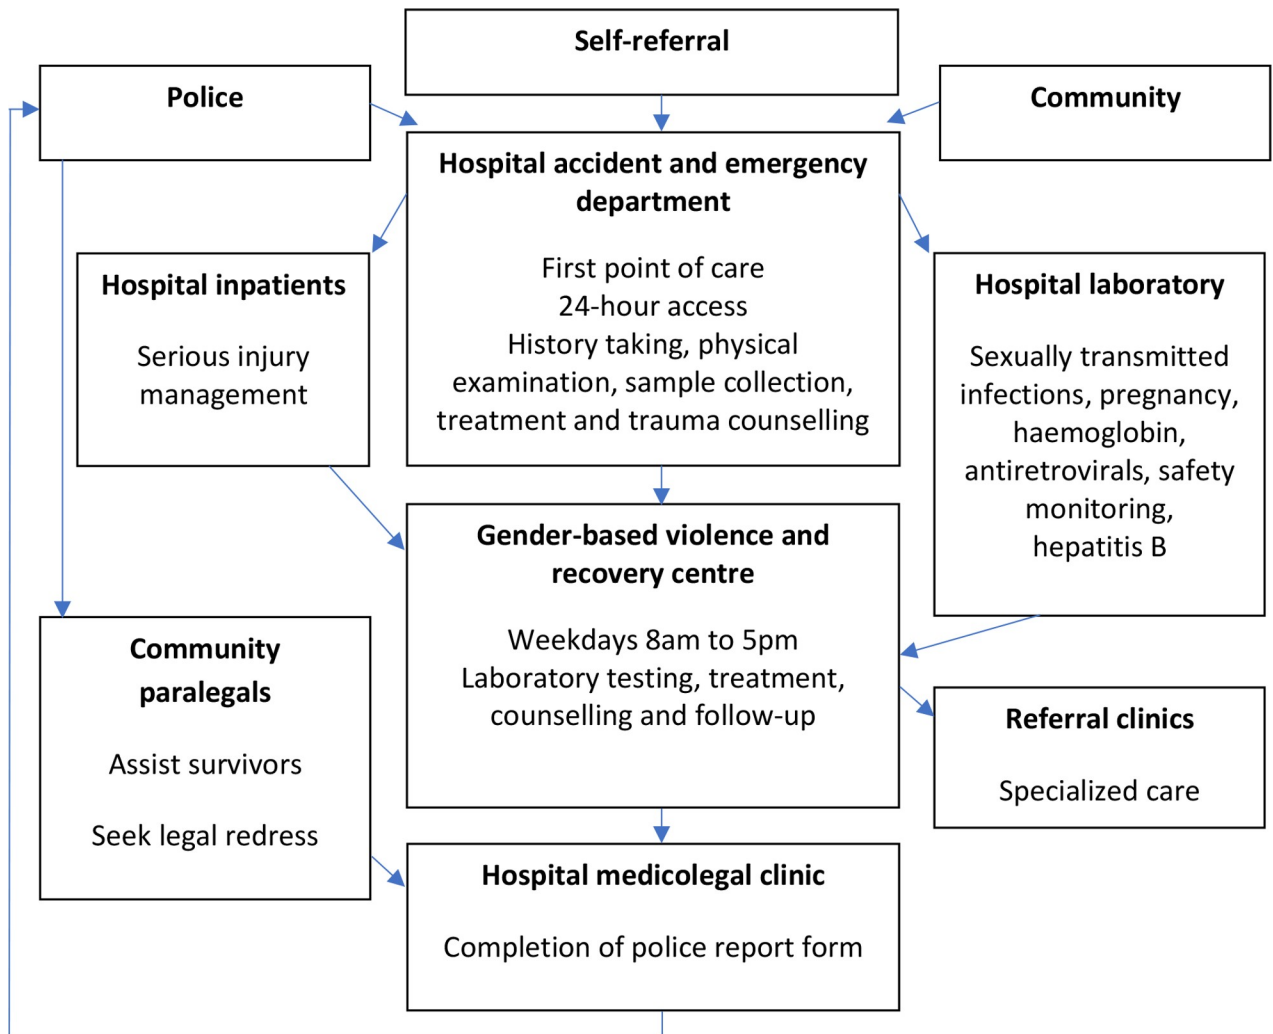 Self-referral
Police
Community
Hospital accident and emergency
department
First point of care
24-hour access
History taking, physical
examination, sample collection,
treatment and trauma counselling
Hospital inpatients
Serious injury
management
Hospital laboratory
Sexually transmitted
infections, pregnancy,
haemoglobin,
antiretrovirals, safety
monitoring,
hepatitis B
Gender-based violence and
recovery centre
Weekdays 8am to 5pm
Laboratory testing, treatment,
counselling and follow-up
Community
paralegals
Assist survivors
Seek legal redress
Referral clinics
Specialized care
Hospital medicolegal clinic
Completion of police report form